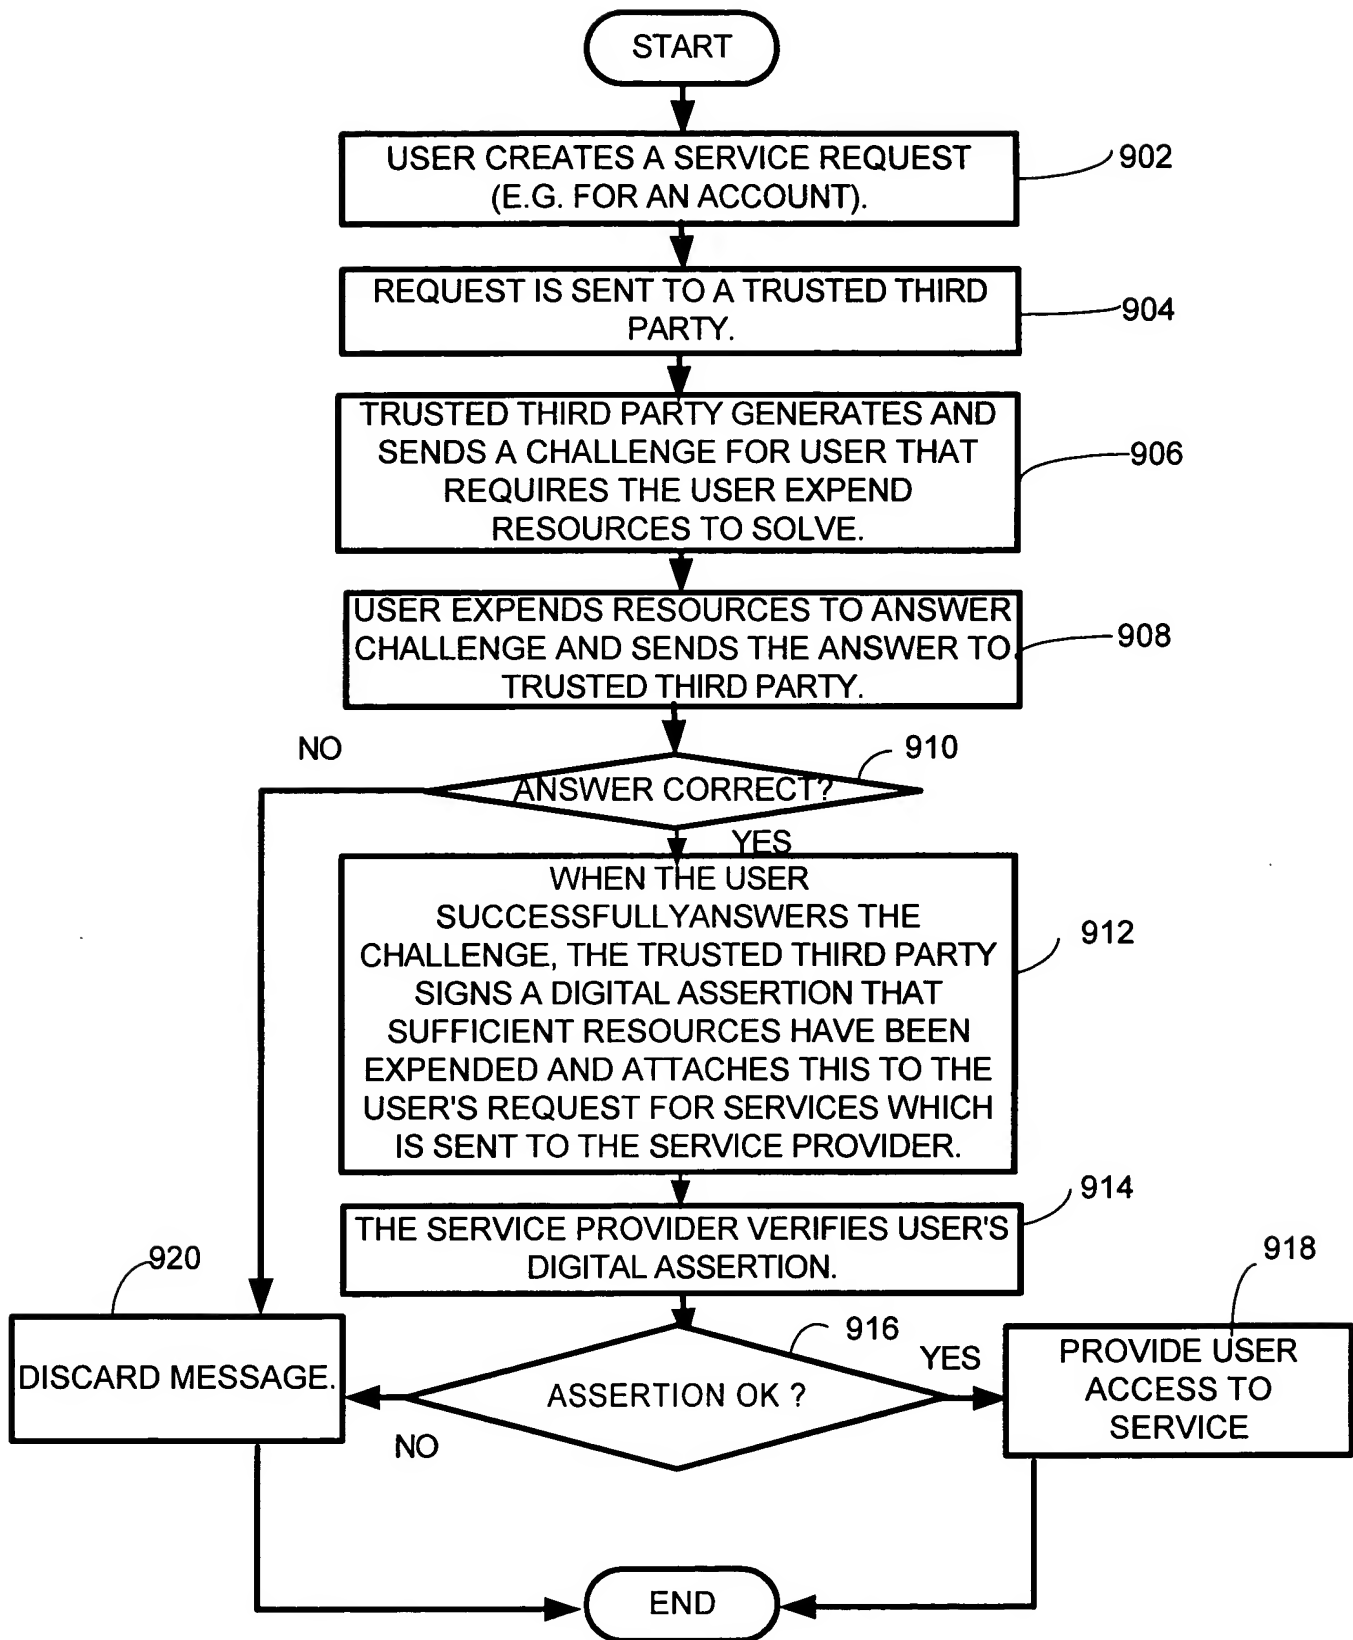 START
USER CREATES A SERVICE REQUEST
(E.G. FOR AN ACCOUNT).
902
REQUEST IS SENT TO A TRUSTED THIRD
PARTY.
904
TRUSTED THIRD PARTY GENERATES AND
SENDS A CHALLENGE FOR USER THAT
REQUIRES THE USER EXPEND
RESOURCES TO SOLVE.
906
USER EXPENDS RESOURCES TO ANSWER
CHALLENGE AND SENDS THE ANSWER TO
TRUSTED THIRD PARTY.
908
NO
910
ANSWER CORRECT?
YES
WHEN THE USER
SUCCESSFULLYANSWERS THE
CHALLENGE, THE TRUSTED THIRD PARTY
SIGNS A DIGITAL ASSERTION THAT
SUFFICIENT RESOURCES HAVE BEEN
EXPENDED AND ATTACHES THIS TO THE
USER'S REQUEST FOR SERVICES WHICH
IS SENT TO THE SERVICE PROVIDER.
912
THE SERVICE PROVIDER VERIFIES USER'S
DIGITAL ASSERTION.
914
920
DISCARD MESSAGE.
916
ASSERTION OK ?
YES
NO
918
PROVIDE USER
ACCESS TO
SERVICE
END